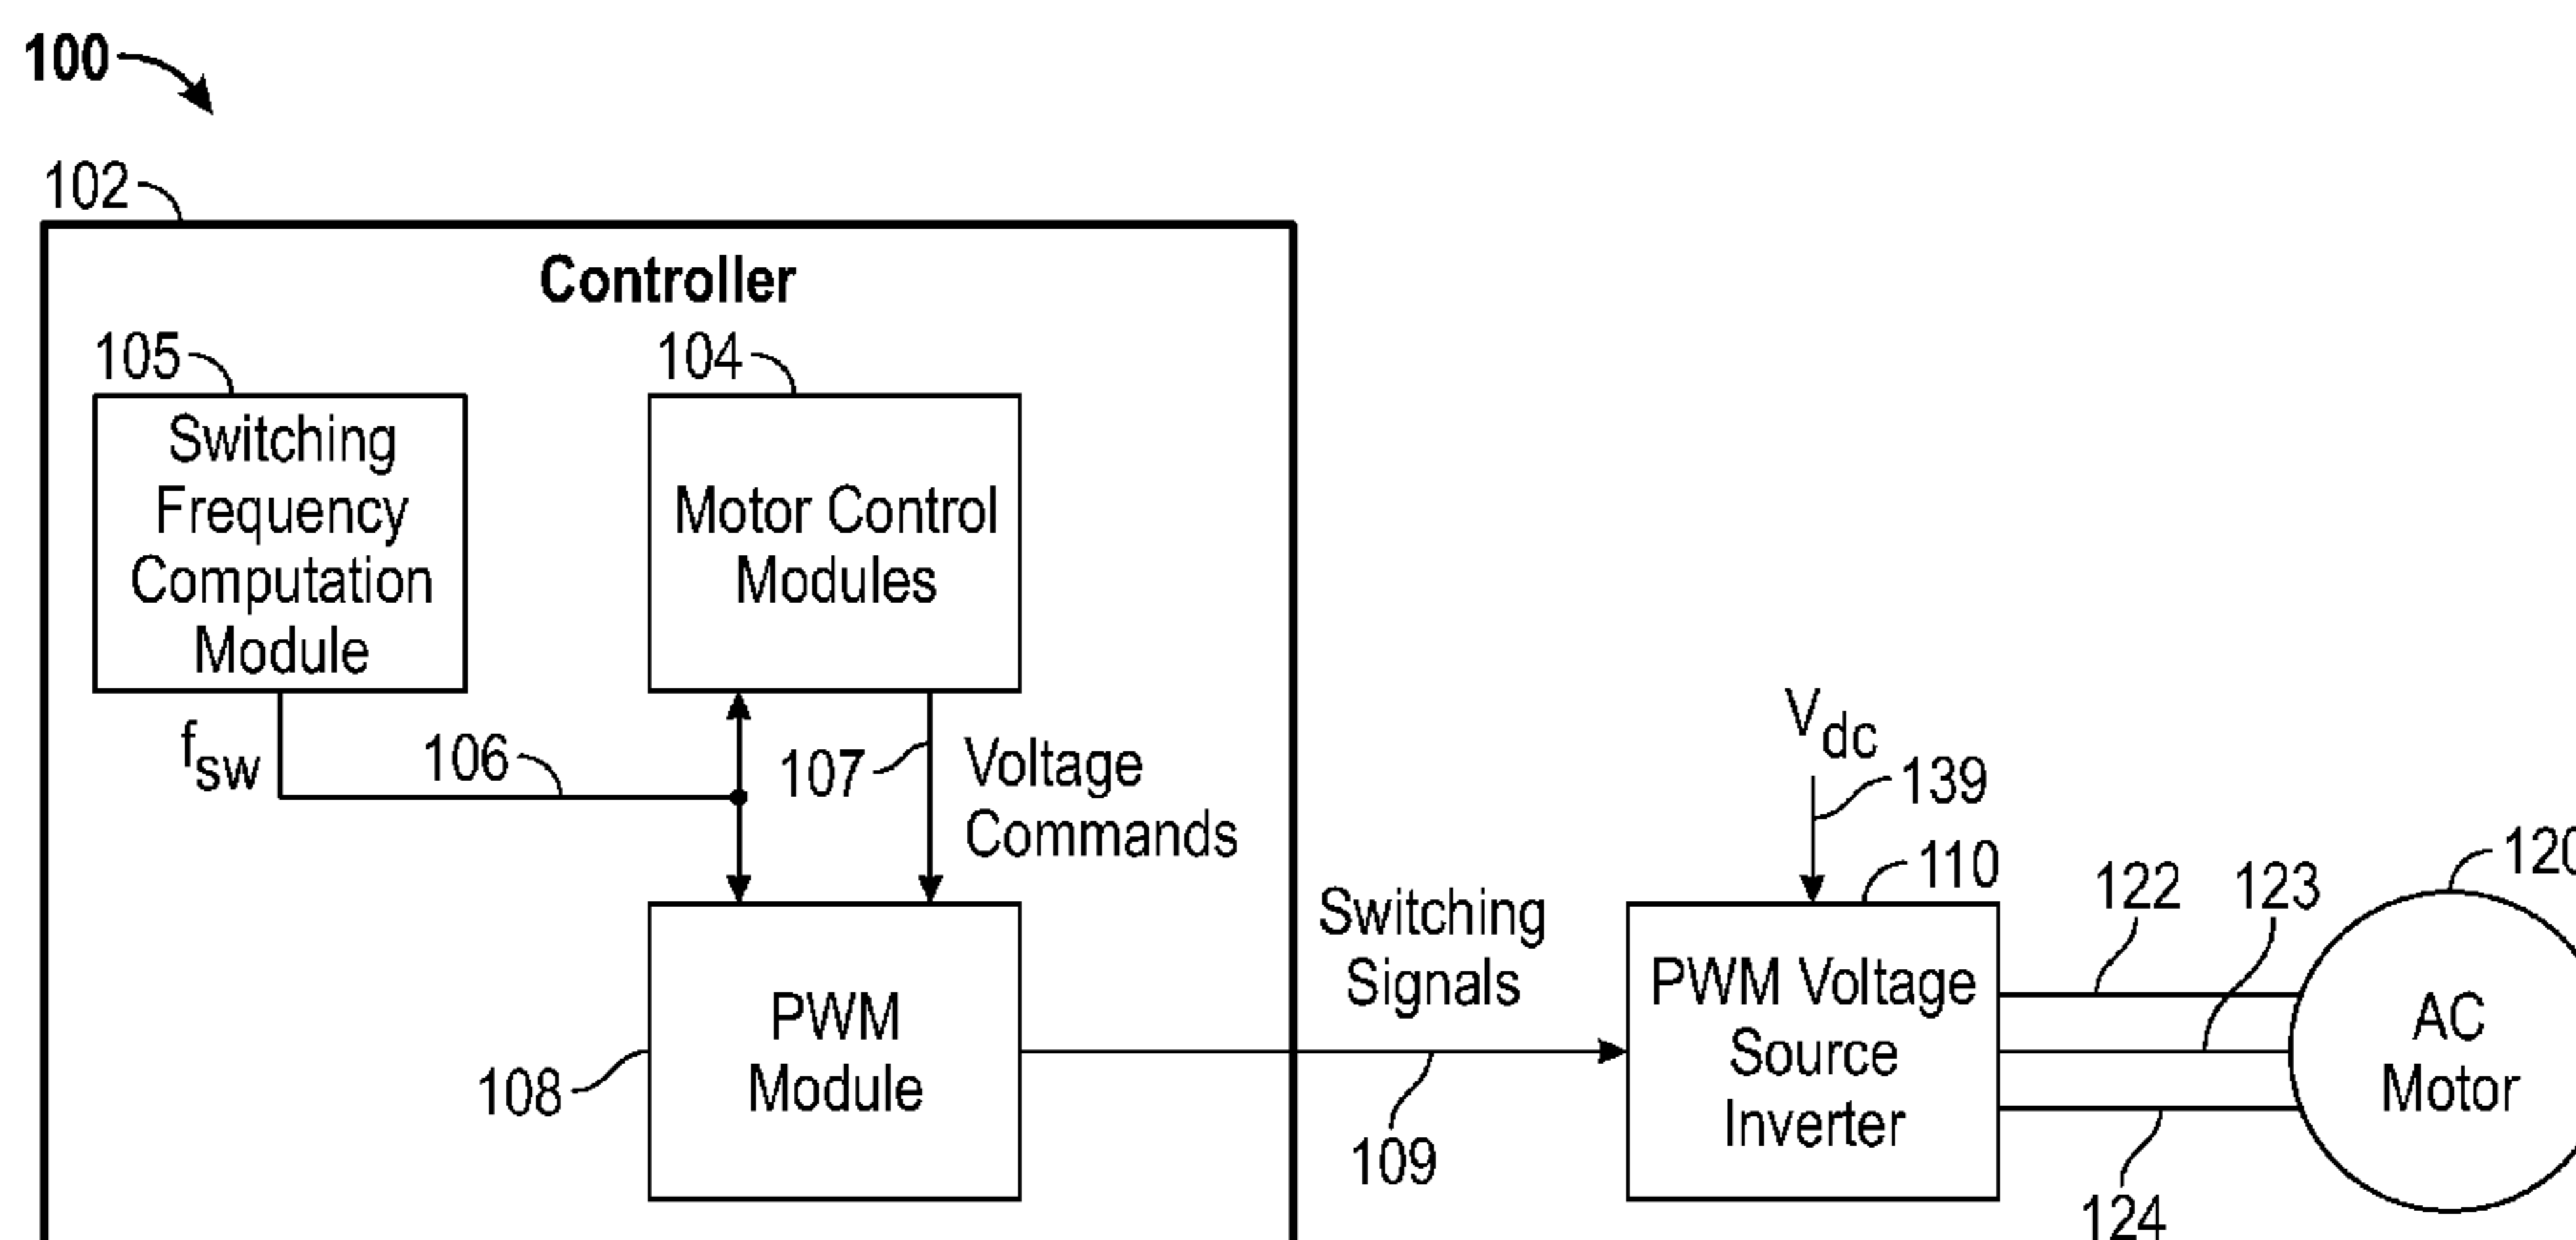 100
102
Controller
105
104
Switching
Frequency
Computation
Module
Motor Control
Modules
fsw
106
107
Voltage
Commands
Vdc
139
110
120
122
123
Switching
Signals
PWM
Module
108
109
PWM Voltage
Source
Inverter
AC
Motor
124